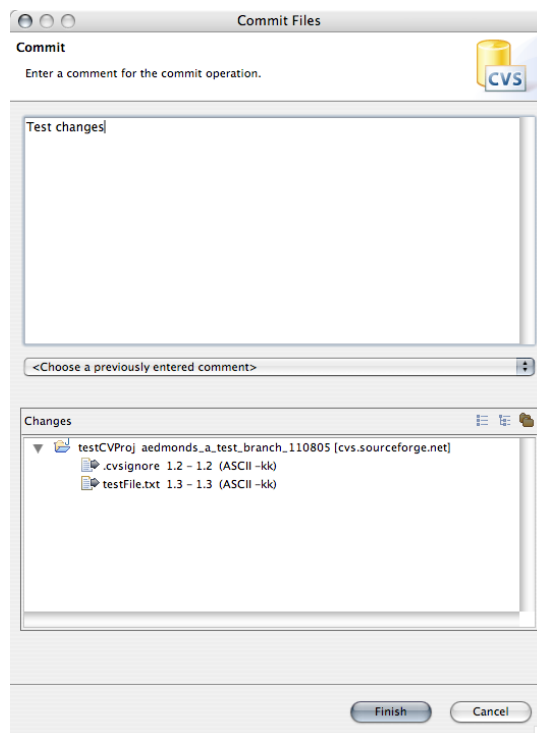 Commit Files
Commit
Enter a comment for the commit operation.
CVS
Test changes
<Choose a previously entered comment>
Changes
testCVProj aedmonds_a_test_branch_110805 [cvs.sourceforge.net]
.cvsignore 1.2 - 1.2 (ASCII -kk)
testFile.txt 1.3 - 1.3 (ASCII -kk)
Finish Cancel